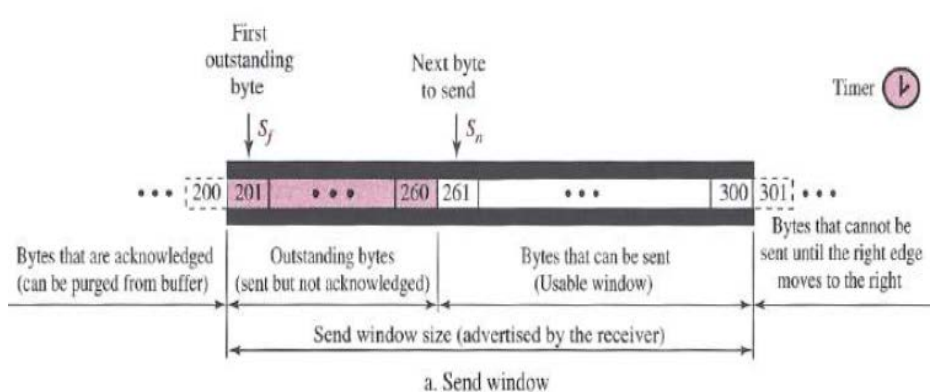 First
outstanding
byte
Next byte
to send
Timer
Sf
Sn
••• 200 201 ••• 260 261 ••• 300 301 •••
Bytes that are acknowledged
(can be purged from buffer)
Outstanding bytes
(sent but not acknowledged)
Bytes that can be sent
(Usable window)
Bytes that cannot be
sent until the right edge
moves to the right
Send window size (advertised by the receiver)
a. Send window